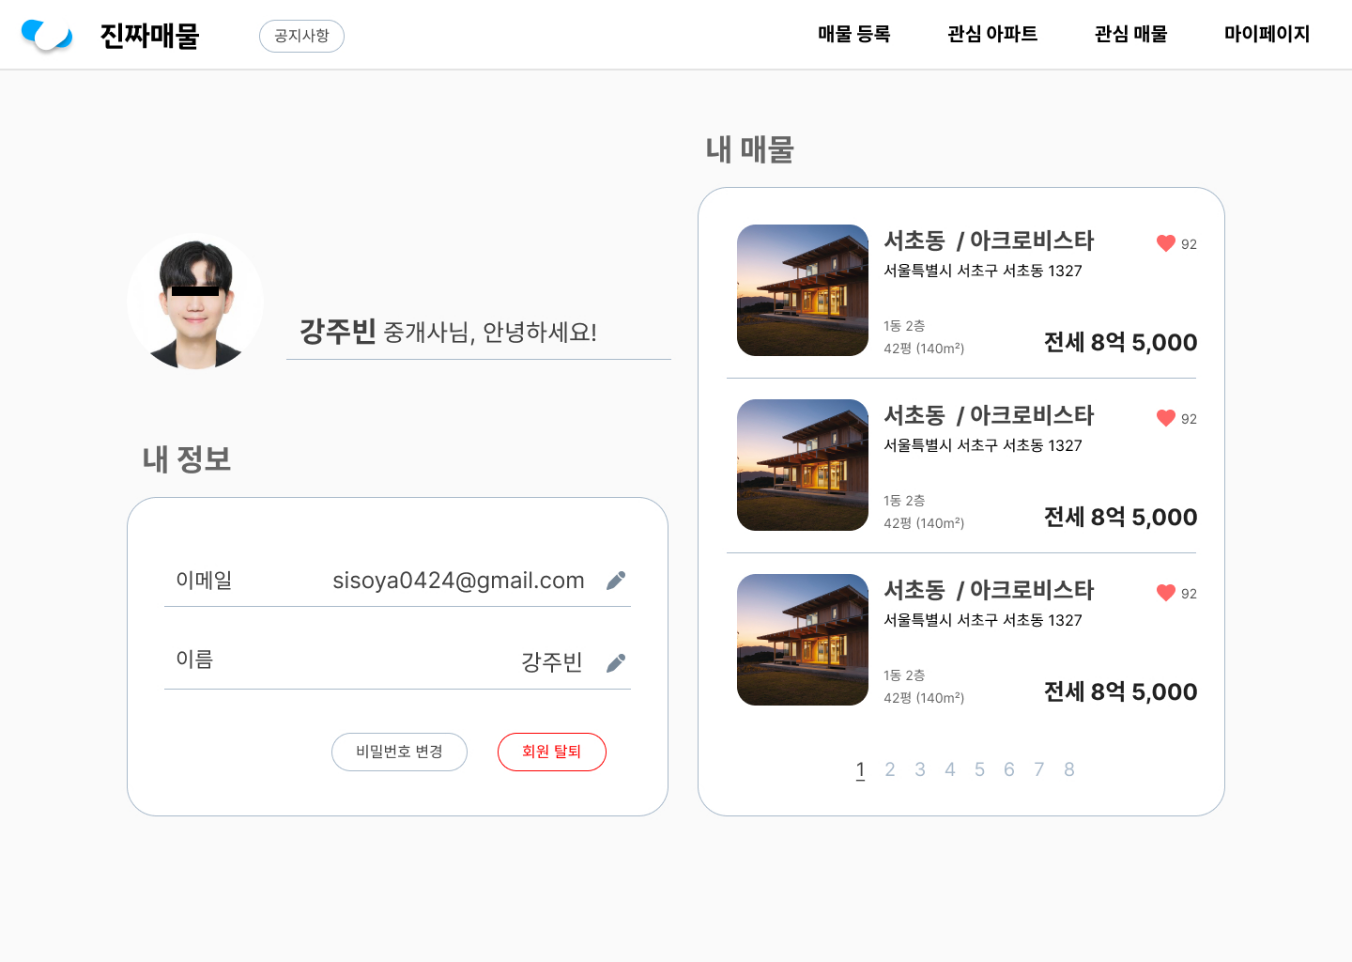 진짜매물
공지사항
매물 등록
관심 아파트
관심 매물
마이페이지
강주빈 중개사님, 안녕하세요!
내 정보
이메일 sisoya0424@gmail.com
이름 강주빈
비밀번호 변경
회원 탈퇴
내 매물
서초동 / 아크로비스타
92
서울특별시 서초구 서초동 1327
1동 2층
42평 (140m²)
전세 8억 5,000
서초동 / 아크로비스타
92
서울특별시 서초구 서초동 1327
1동 2층
42평 (140m²)
전세 8억 5,000
서초동 / 아크로비스타
92
서울특별시 서초구 서초동 1327
1동 2층
42평 (140m²)
전세 8억 5,000
1 2 3 4 5 6 7 8